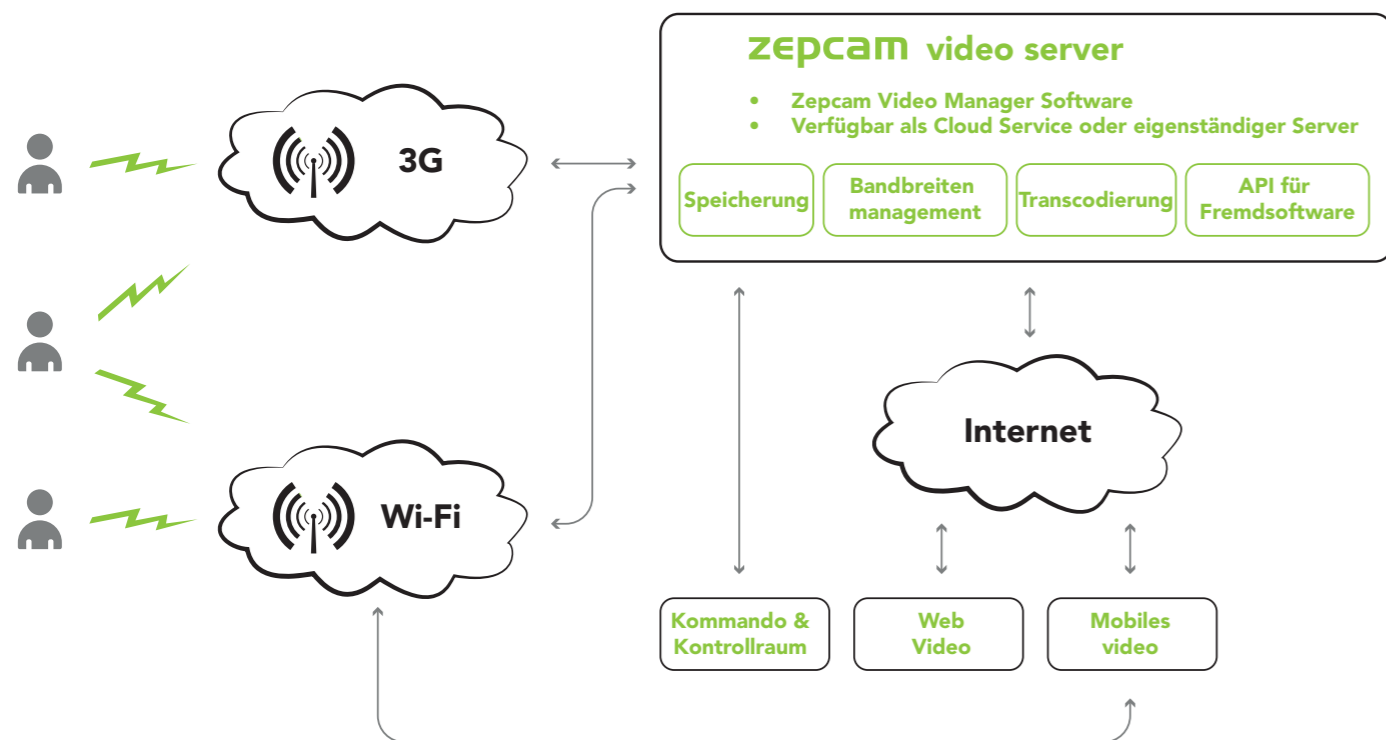 zepcam video server
• Zepcam Video Manager Software
• Verfügbar als Cloud Service oder eigenständiger Server
Speicherung
Bandbreiten
management
Transcodierung
API für
Fremdsoftware
3G
Wi-Fi
Internet
Kommando &
Kontrollraum
Web
Video
Mobiles
video